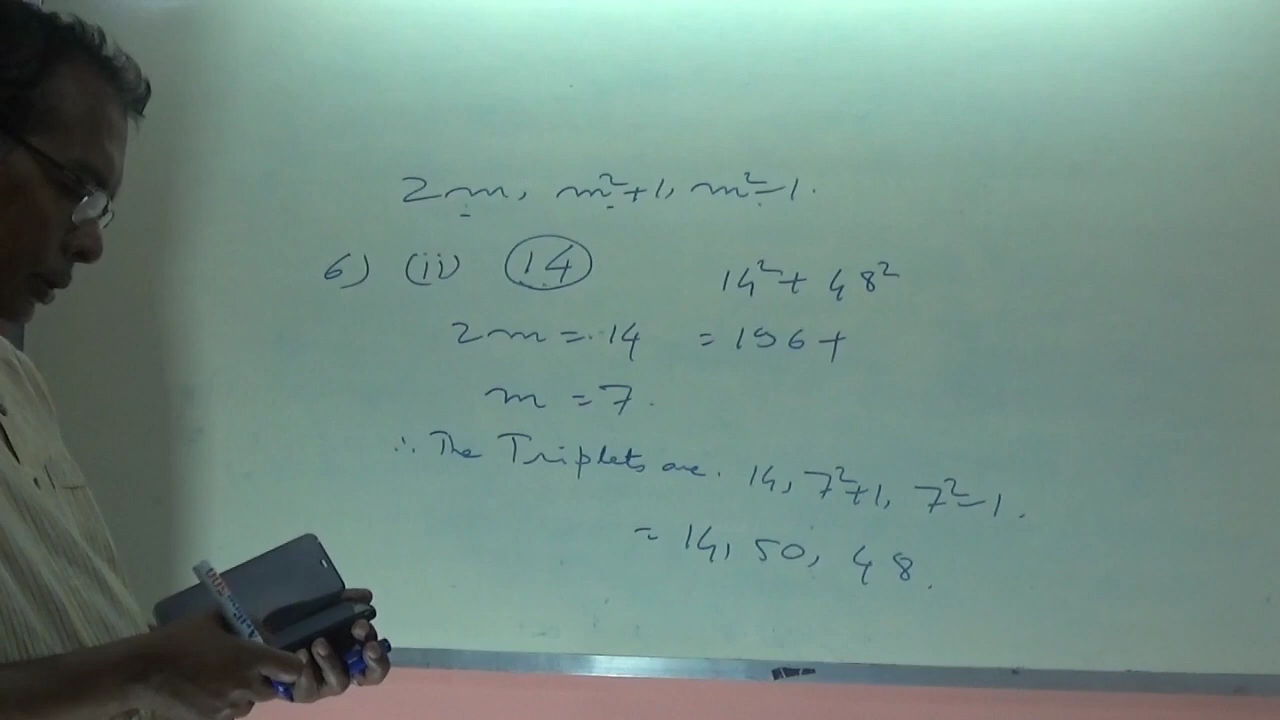 2m, m²+1, m²-1.
6) (ii) 14
14² + 48²
2m = 14
= 196 +
m = 7.
∴ The Triplets are. 14, 7²+1, 7²-1.
= 14, 50, 48.